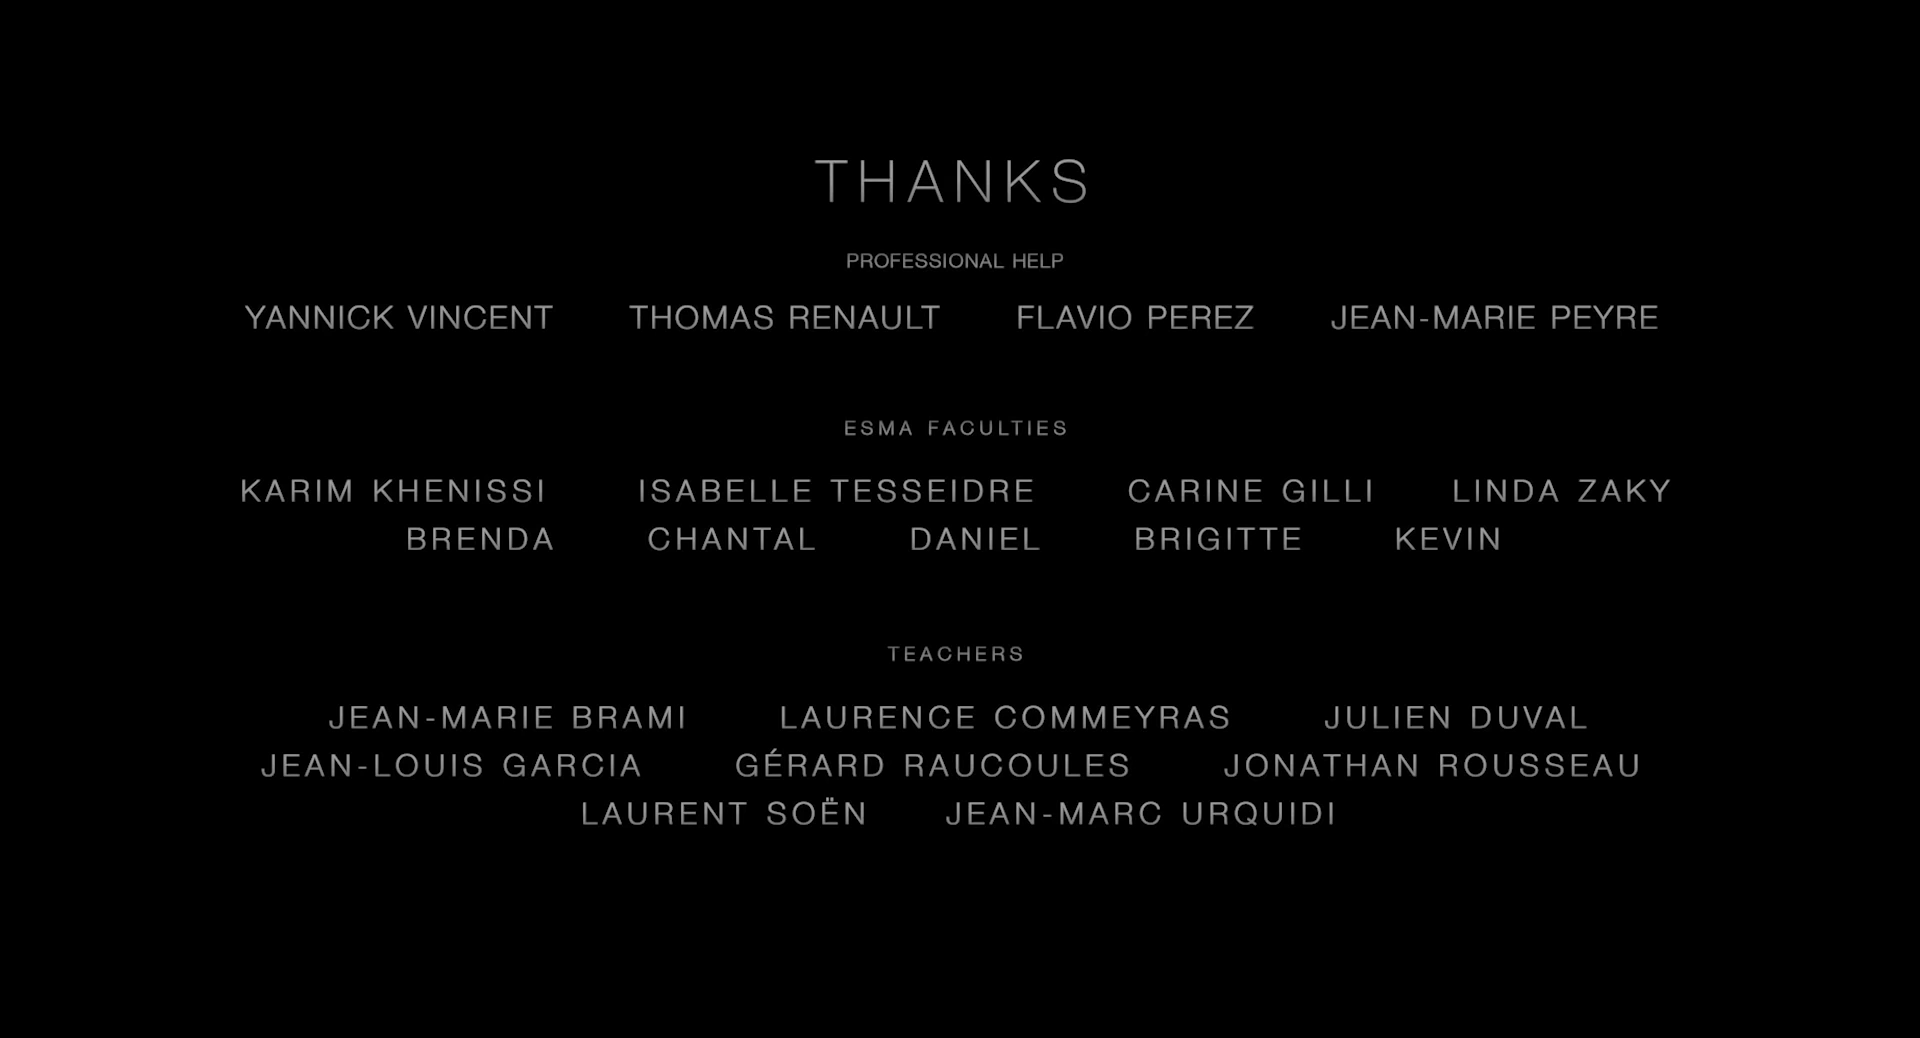 THANKS
PROFESSIONAL HELP
YANNICK VINCENT THOMAS RENAULT FLAVIO PEREZ JEAN-MARIE PEYRE
ESMA FACULTIES
KARIM KHENISSI ISABELLE TESSEIDRE CARINE GILLI LINDA ZAKY
BRENDA CHANTAL DANIEL BRIGITTE KEVIN
TEACHERS
JEAN-MARIE BRAMI LAURENCE COMMEYRAS JULIEN DUVAL
JEAN-LOUIS GARCIA GÉRARD RAUCOULES JONATHAN ROUSSEAU
LAURENT SOËN JEAN-MARC URQUIDI